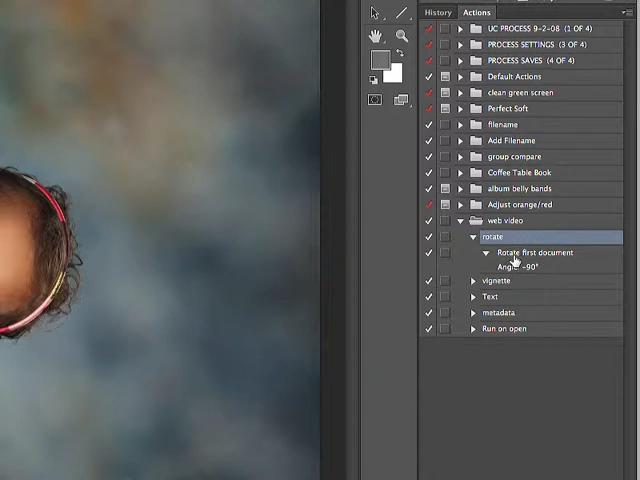 History Actions
UC PROCESS 9-2-08 (1 OF 4)
PROCESS SETTINGS (3 OF 4)
PROCESS SAVES (4 OF 4)
Default Actions
clean green screen
Perfect Soft
filename
Add Filename
group compare
Coffee Table Book
album belly bands
Adjust orange/red
web video
rotate
Rotate first document
Angle: -90°
vignette
Text
metadata
Run on open